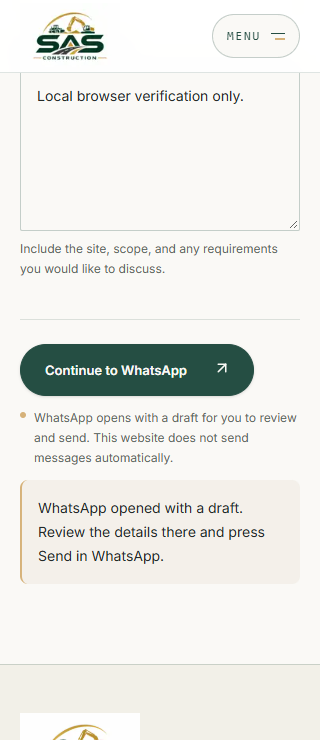 SAS
CONSTRUCTION
MENU
Local browser verification only.
Include the site, scope, and any requirements
you would like to discuss.
Continue to WhatsApp
WhatsApp opens with a draft for you to review
and send. This website does not send
messages automatically.
WhatsApp opened with a draft.
Review the details there and press
Send in WhatsApp.